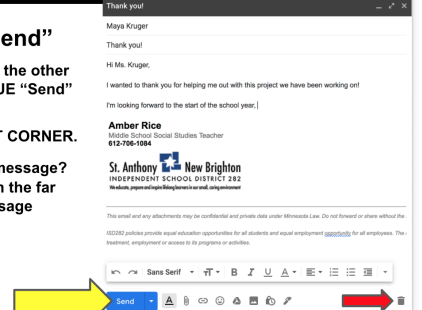 Thank you!
end”
the other
UE “Send”
T CORNER.
nessage?
n the far
sage
Maya Kruger
Thank you!
Hi Ms. Kruger,
I wanted to thank you for helping me out with this project we have been working on!
I'm looking forward to the start of the school year,
Amber Rice
Middle School Social Studies Teacher
612-706-1084
St. Anthony New Brighton
INDEPENDENT SCHOOL DISTRICT 282
We educate, prepare and inspire lifelong learners in our small, caring environment
This email and any attachments may be confidential and private data under Minnesota Law. Do not forward or share without the
ISD282 policies provide equal education opportunities for all students and equal employment opportunity for all employees. The
treatment, employment or access to its programs or activities.
Sans Serif
B I U A
Send
A